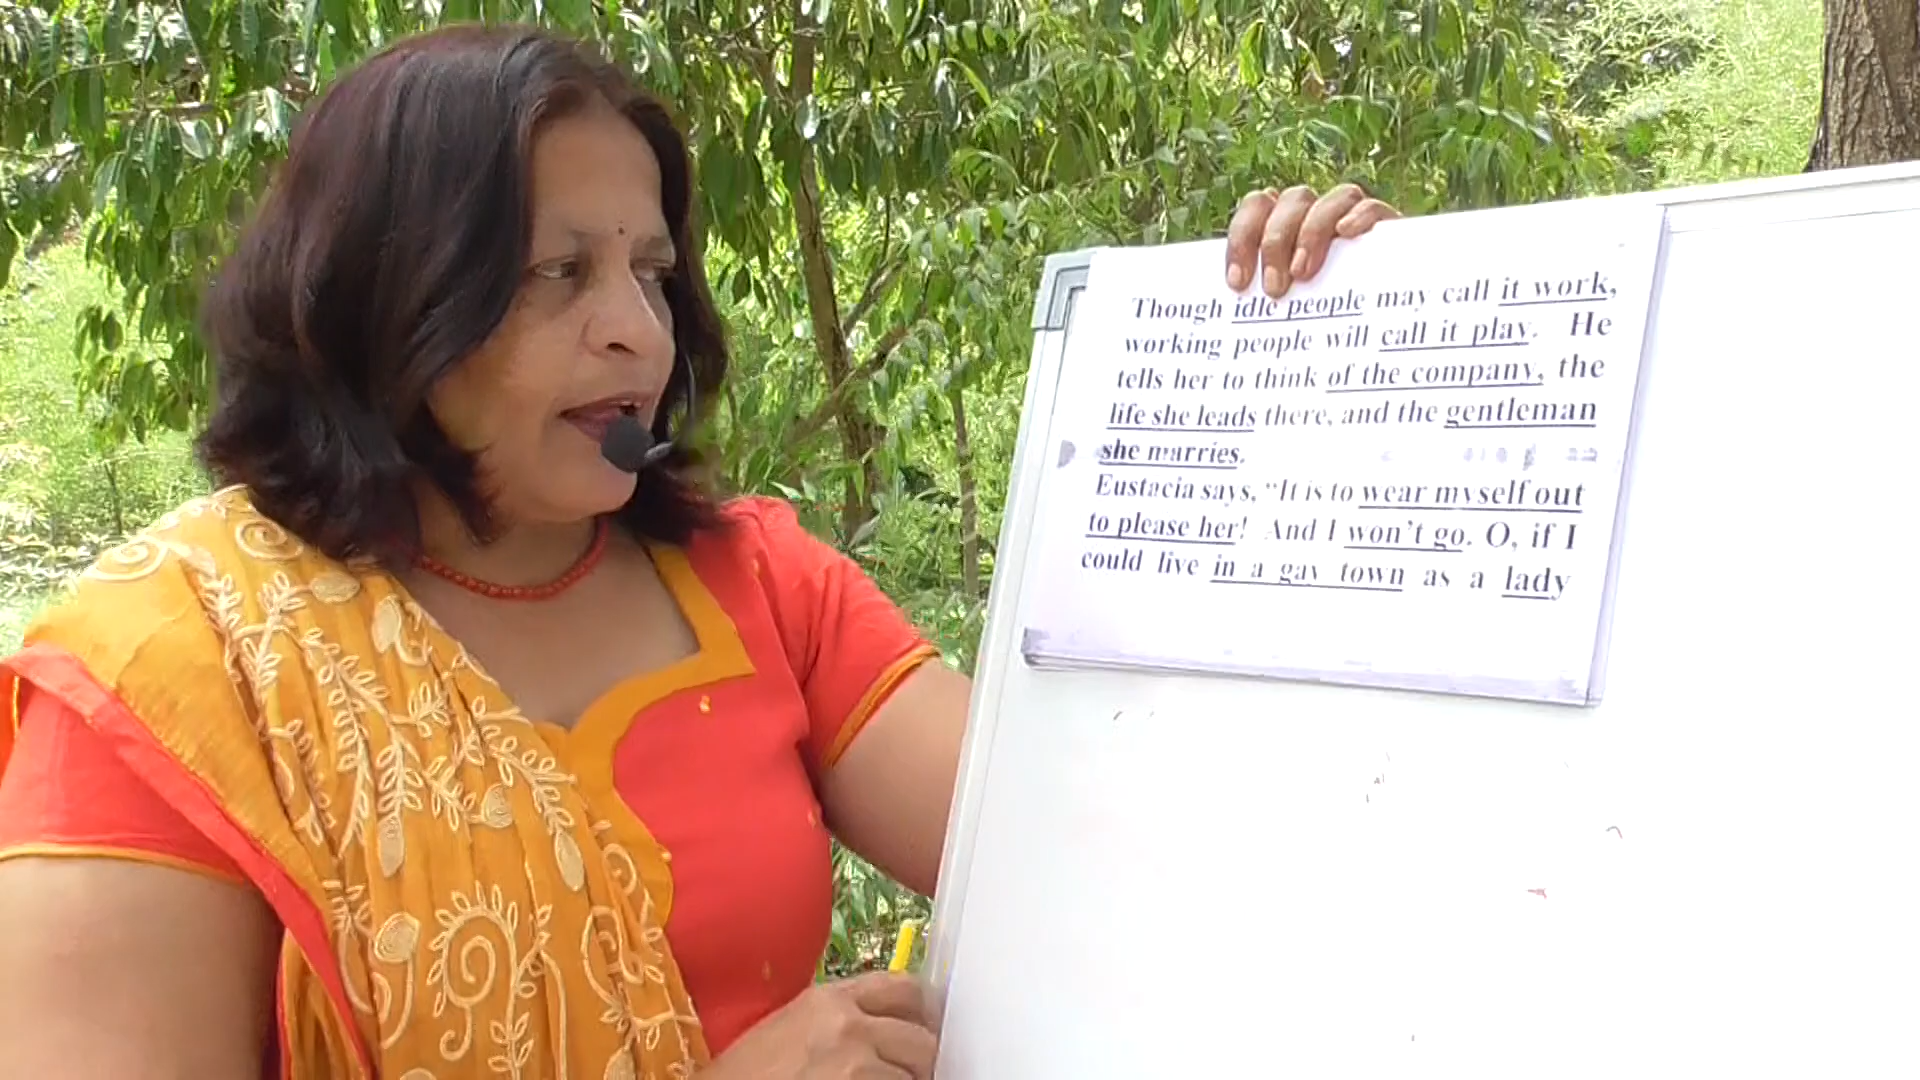 Though idle people may call it work,
working people will call it play. He
tells her to think of the company, the
life she leads there, and the gentleman
she marries.
Eustacia says, “It is to wear myself out
to please her! And I won’t go. O, if I
could live in a gay town as a lady